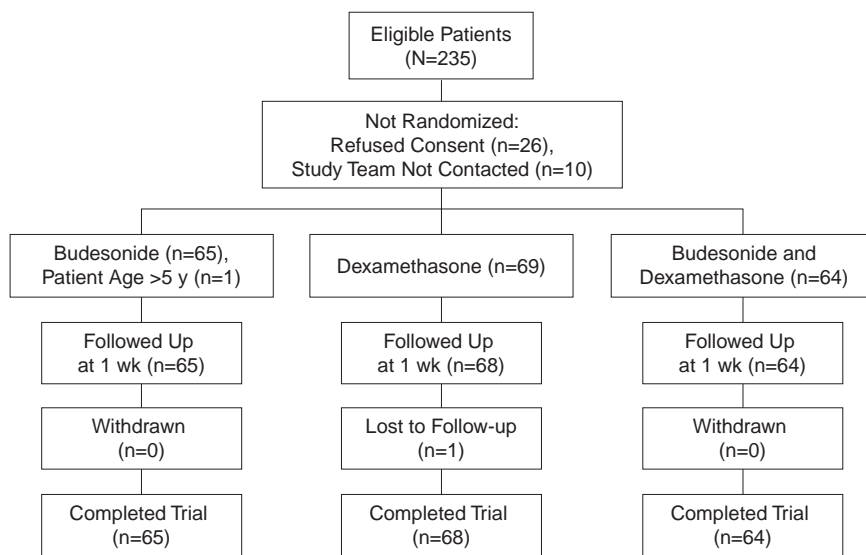 Eligible Patients
(N=235)
Not Randomized:
Refused Consent (n=26),
Study Team Not Contacted (n=10)
Budesonide (n=65),
Patient Age >5 y (n=1)
Dexamethasone (n=69)
Budesonide and
Dexamethasone (n=64)
Followed Up
at 1 wk (n=65)
Followed Up
at 1 wk (n=68)
Followed Up
at 1 wk (n=64)
Withdrawn
(n=0)
Lost to Follow-up
(n=1)
Withdrawn
(n=0)
Completed Trial
(n=65)
Completed Trial
(n=68)
Completed Trial
(n=64)